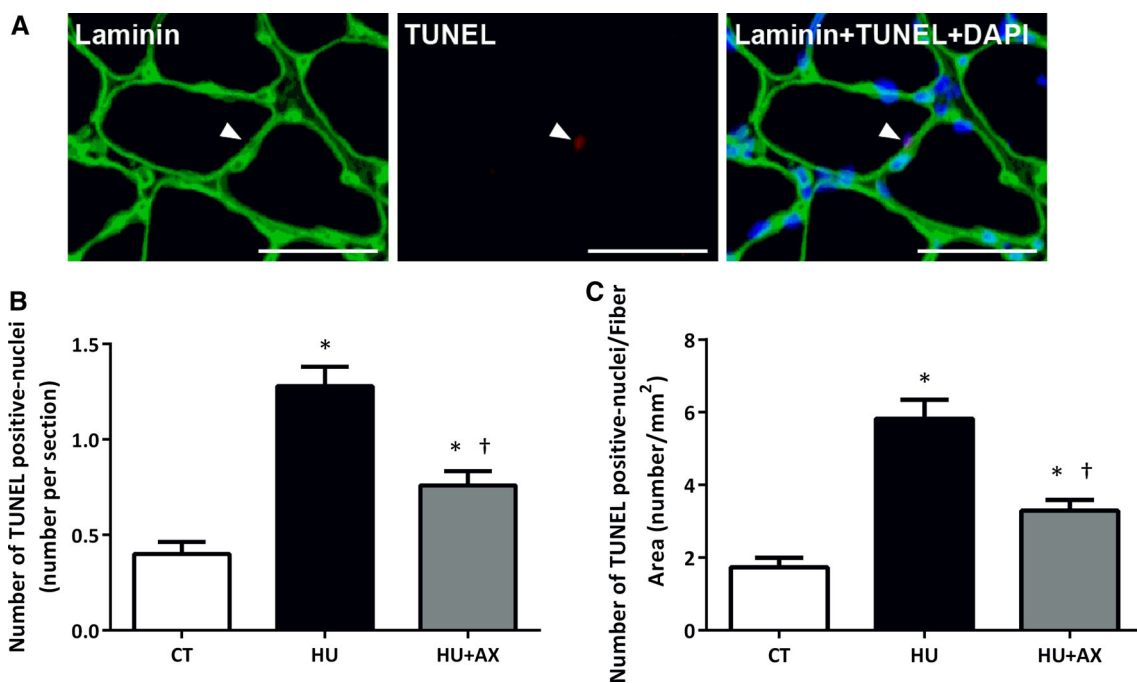 A
Laminin
TUNEL
Laminin+TUNEL+DAPI
B
Number of TUNEL positive-nuclei
(number per section)
1.5
1.0
0.5
0.0
*
* †
CT
HU
HU+AX
C
Number of TUNEL positive-nuclei/Fiber
Area (number/mm²)
8
6
4
2
0
*
* †
CT
HU
HU+AX